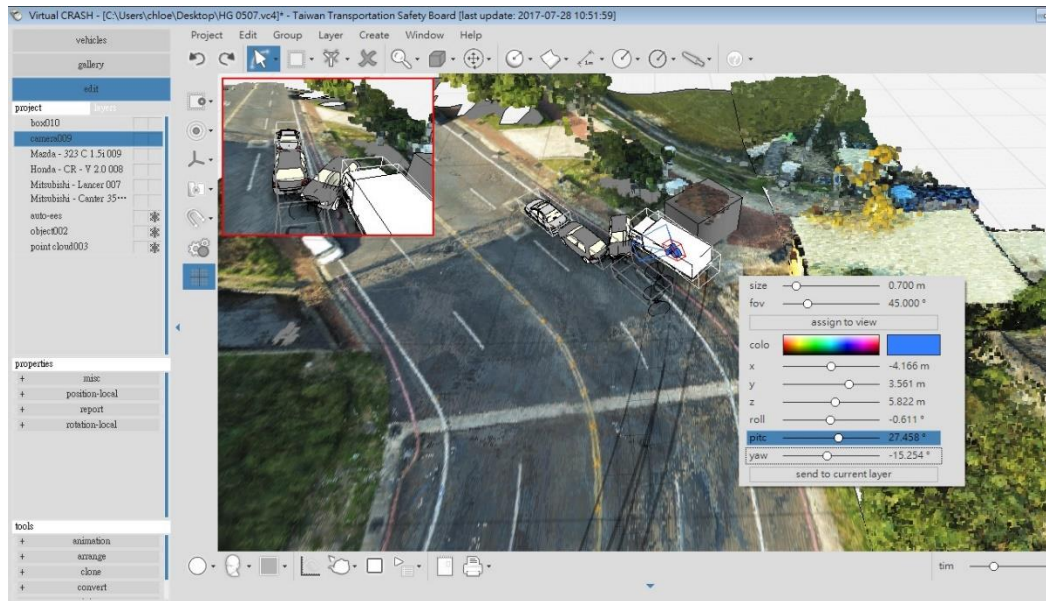 Virtual CRASH - [C:\Users\chloe\Desktop\HG 0507.vc4]* - Taiwan Transportation Safety Board [last update: 2017-07-28 10:51:59]
Project Edit Group Layer Create Window Help
vehicles
gallery
edit
project layers
box010
camera009
Mazda - 323 C 1.5i 009
Honda - CR - V 2.0 008
Mitsubishi - Lancer 007
Mitsubishi - Canter 35···
auto-ees
object002
point cloud003
properties
+ misc
+ position-local
+ report
+ rotation-local
tools
+ animation
+ arrange
+ clone
+ convert
size 0.700 m
fov 45.000 °
assign to view
colo
x -4.166 m
y 3.561 m
z 5.822 m
roll -0.611 °
pitc 27.458 °
yaw -15.254 °
send to current layer
tim